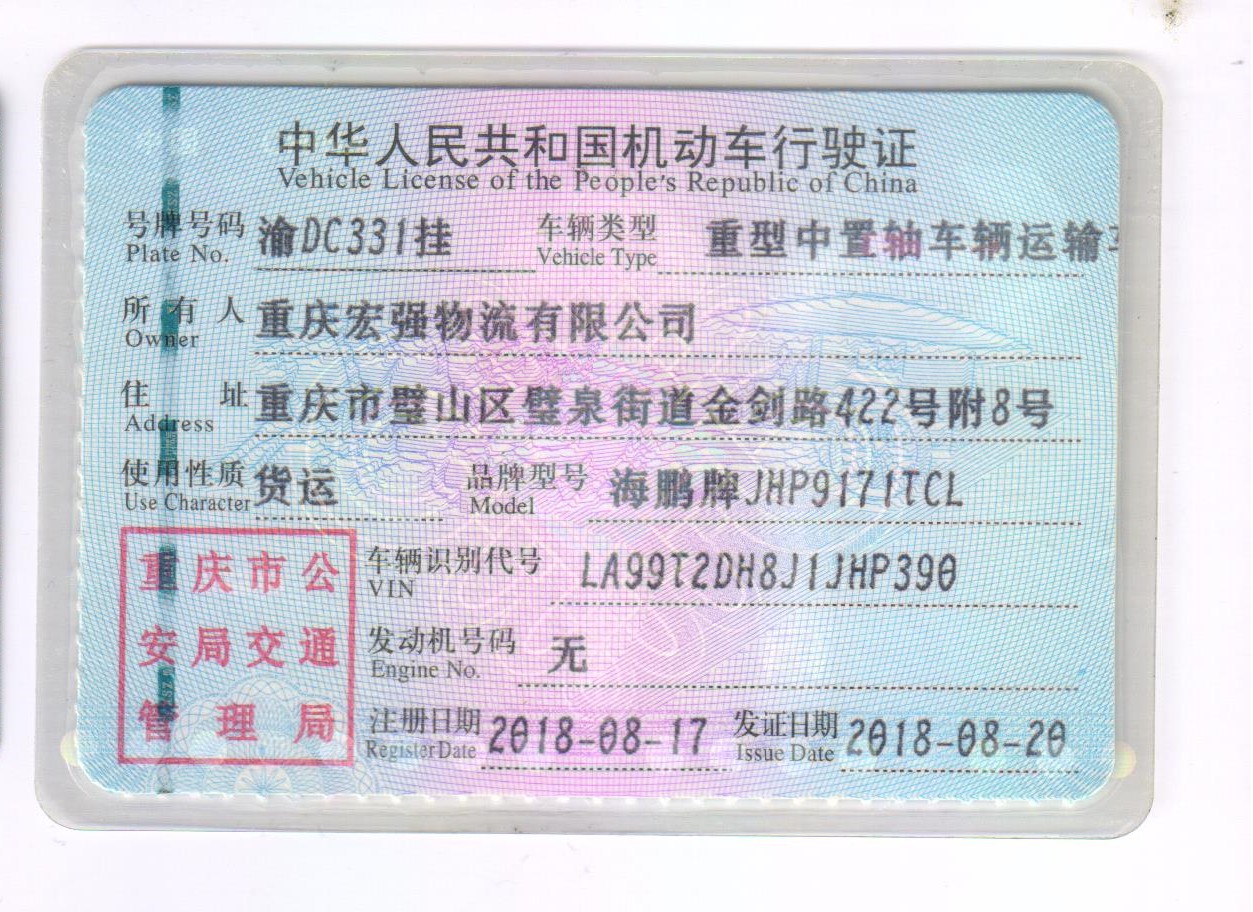 中华人民共和国机动车行驶证
Vehicle License of the People's Republic of China
号牌号码 渝DC331挂 车辆类型 重型中置轴车辆运输
Plate No. Vehicle Type
所有人 重庆宏强物流有限公司
Owner
住址 重庆市璧山区璧泉街道金剑路422号附8号
Address
使用性质 货运 品牌型号 海鹏牌JHP9171TCL
Use Character Model
车辆识别代号 LA99T2DH8J1JHP390
VIN
发动机号码 无
Engine No.
注册日期 2018-08-17 发证日期 2018-08-20
Register Date Issue Date
重庆市公
安局交通
管理局